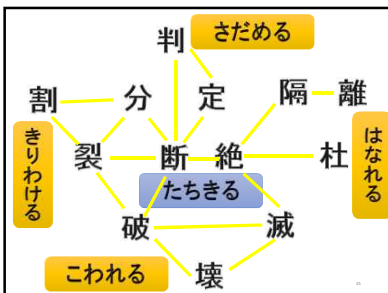 判
さだめる
割
分
定
隔
離
きりわける
裂
断
絶
杜
はなれる
たちきる
破
滅
こわれる
壊